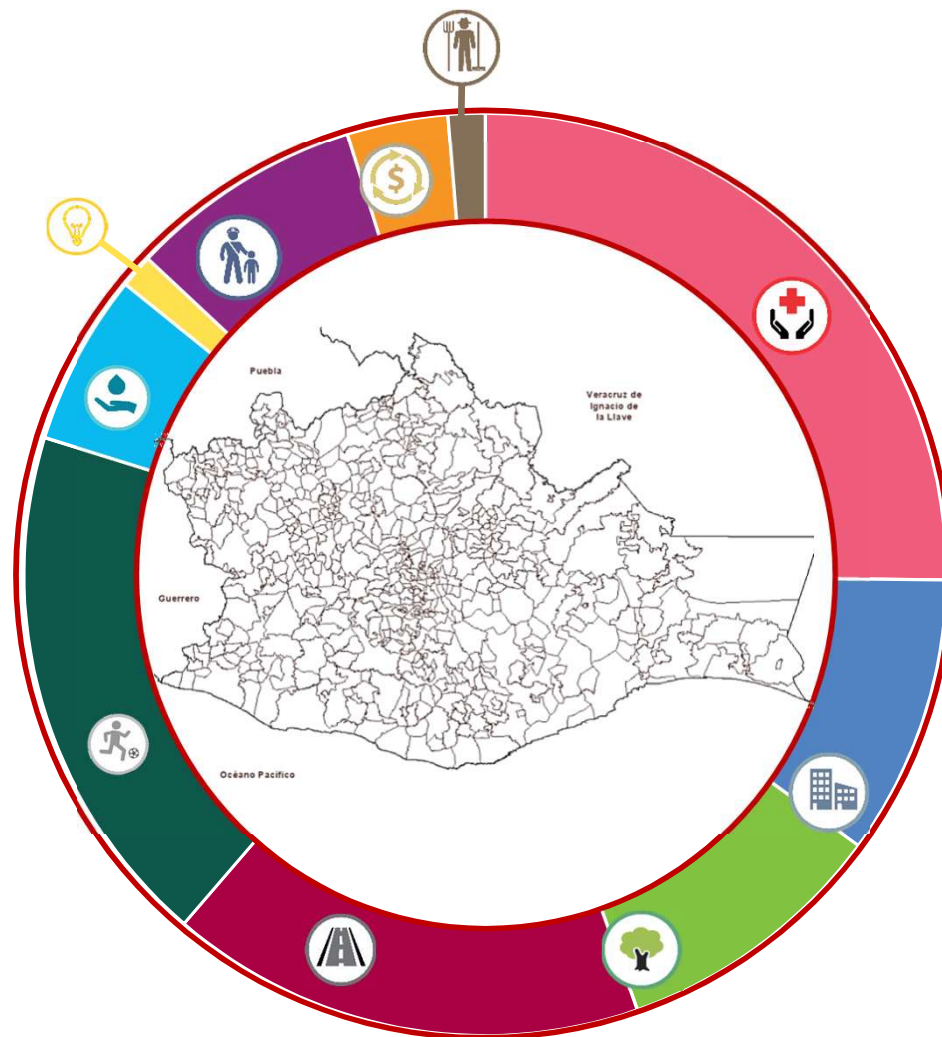 $
Puebla
Veracruz de
Ignacio de
la Llave
Guerrero
Océano Pacífico